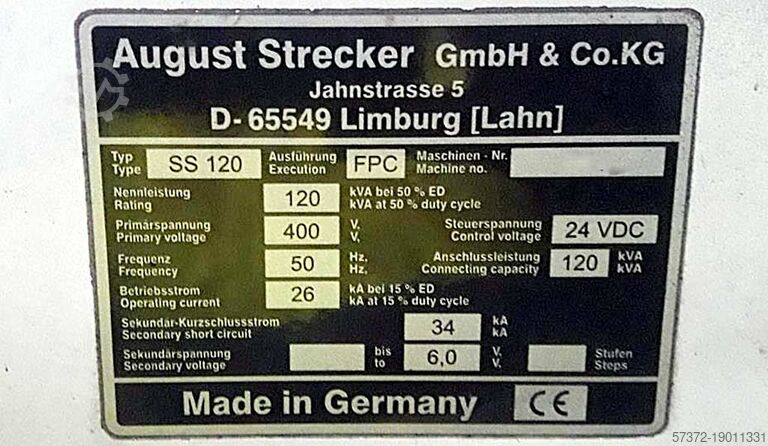 August Strecker GmbH & Co.KG
Jahnstrasse 5
D- 65549 Limburg [Lahn]
Typ SS 120 Ausführung FPC Maschinen - Nr.
Type Execution Machine no.
Nennleistung 120 kVA bei 50 % ED
Rating kVA at 50 % duty cycle
Primärspannung 400 V. Steuerspannung 24 VDC
Primary voltage V. Control voltage
Frequenz 50 Hz. Anschlussleistung 120 kVA
Frequency Hz. Connecting capacity kVA
Betriebsstrom 26 kA bei 15 % ED
Operating current kA at 15 % duty cycle
Sekundar-Kurzschlussstrom 34 kA
Secondary short circuit kA
Sekundärspannung bis 6,0 V. Stufen
Secondary voltage to V. Steps
Made in Germany CE
57372-19011331